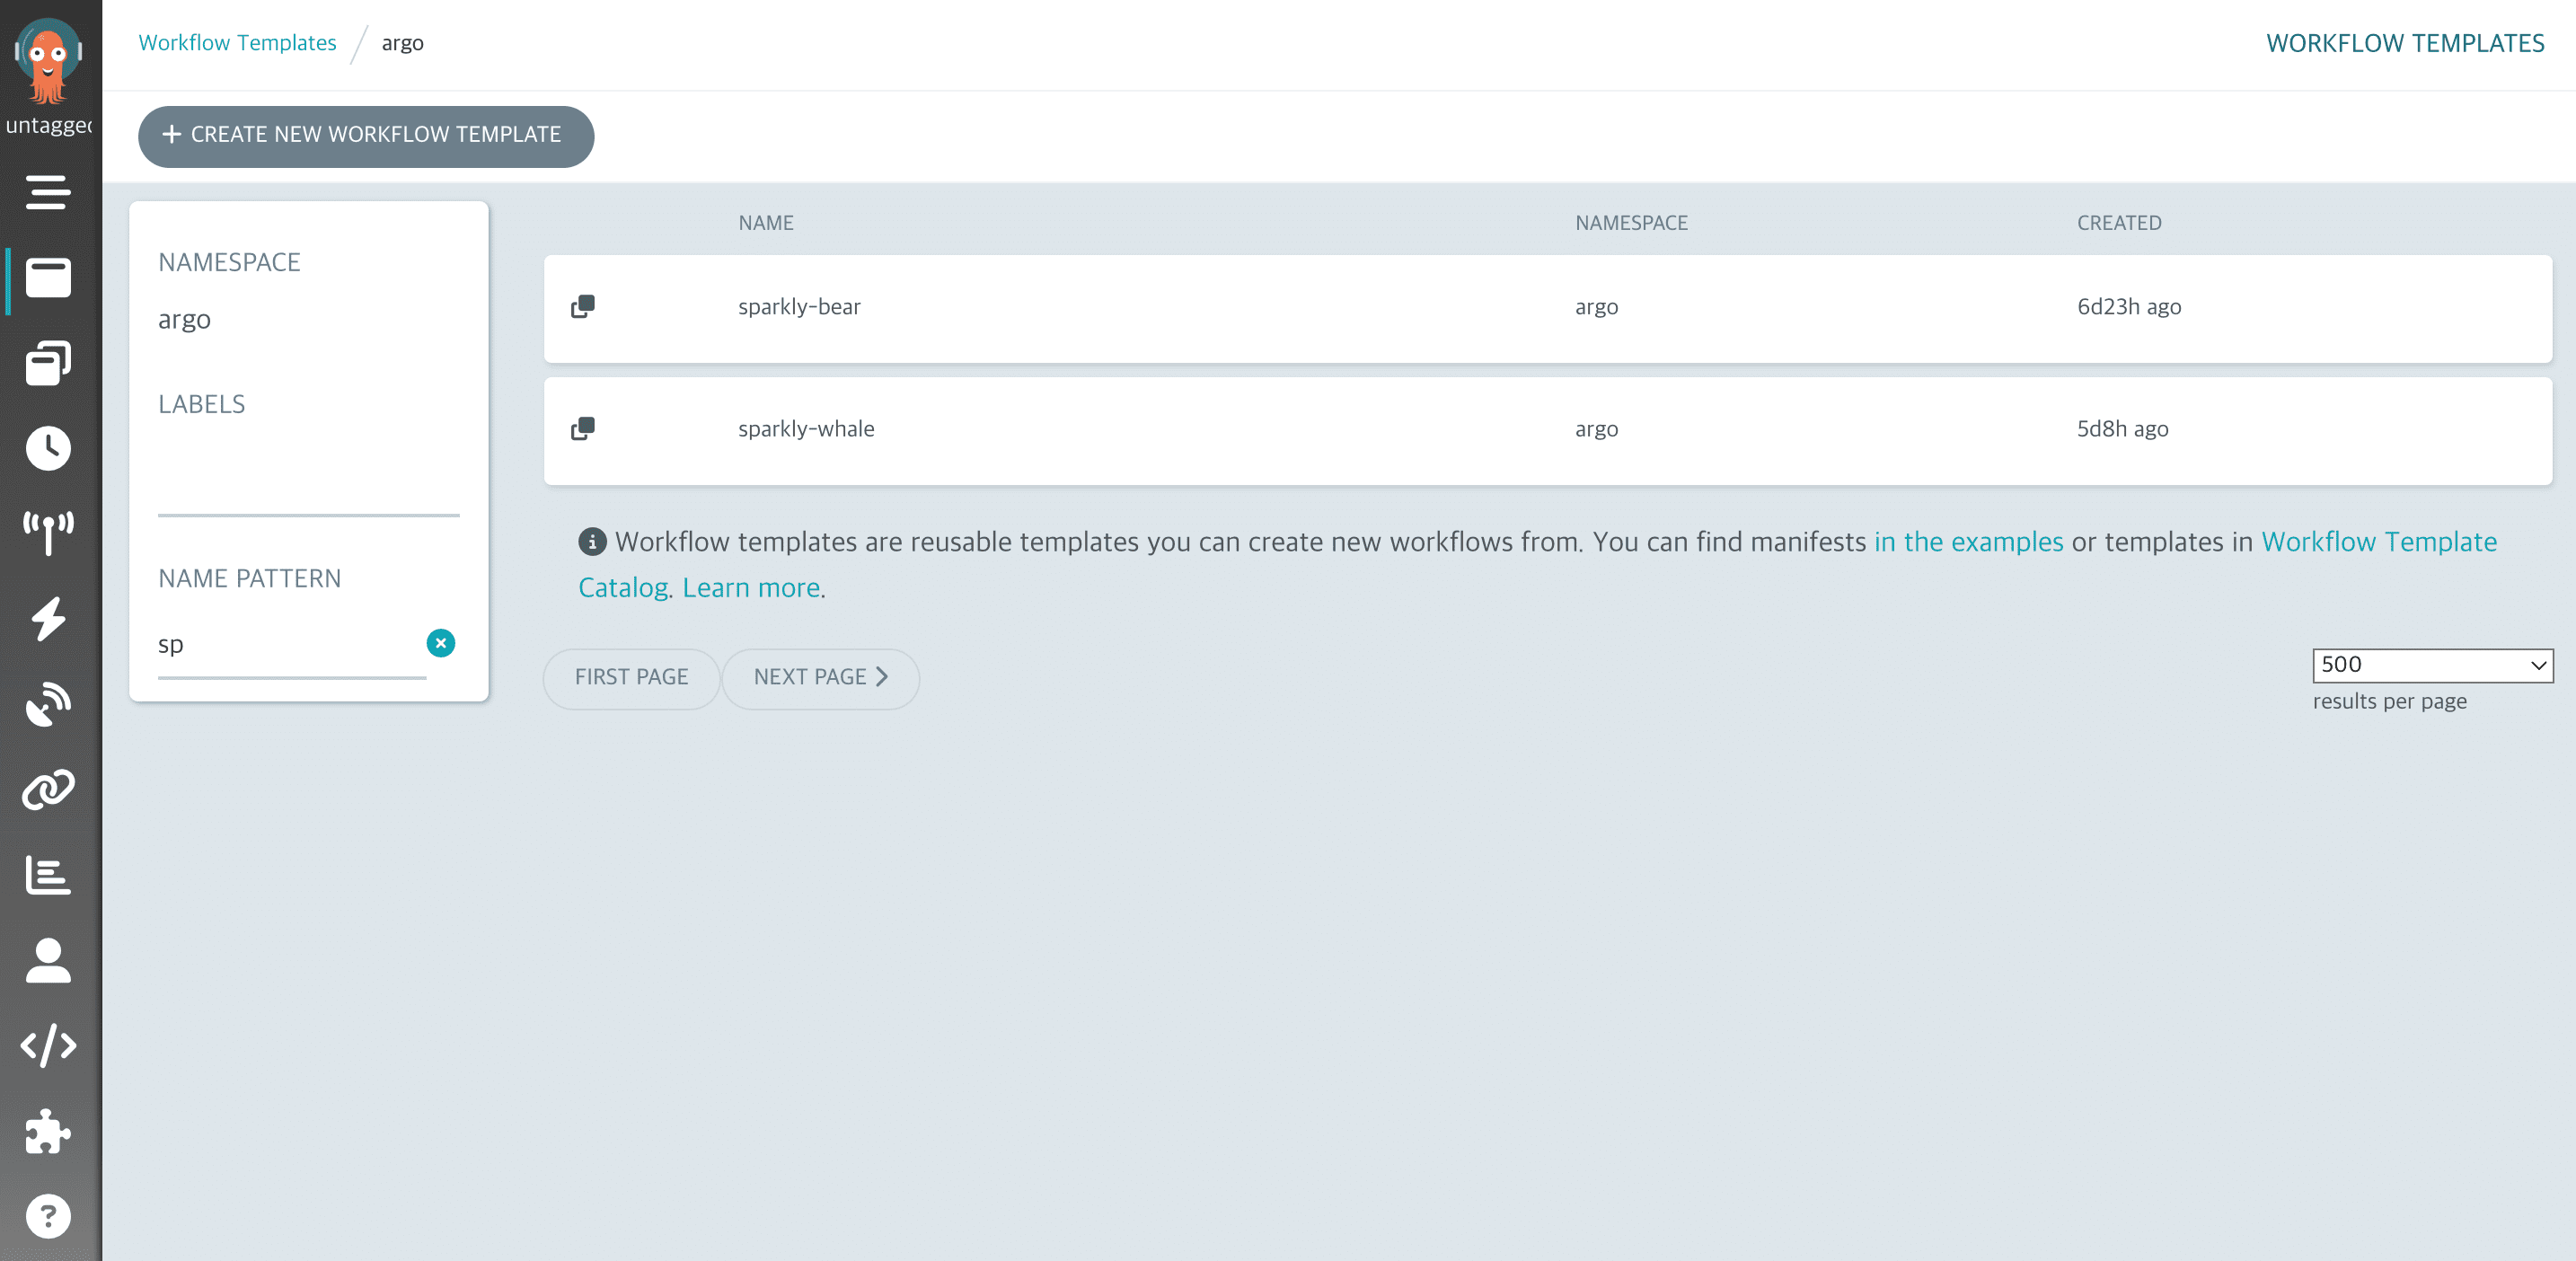 untagged
Workflow Templates / argo
WORKFLOW TEMPLATES
+ CREATE NEW WORKFLOW TEMPLATE
NAMESPACE
argo
LABELS
NAME PATTERN
sp
NAME NAMESPACE CREATED
sparkly-bear argo 6d23h ago
sparkly-whale argo 5d8h ago
Workflow templates are reusable templates you can create new workflows from. You can find manifests in the examples or templates in Workflow Template
Catalog. Learn more.
FIRST PAGE NEXT PAGE
500
results per page